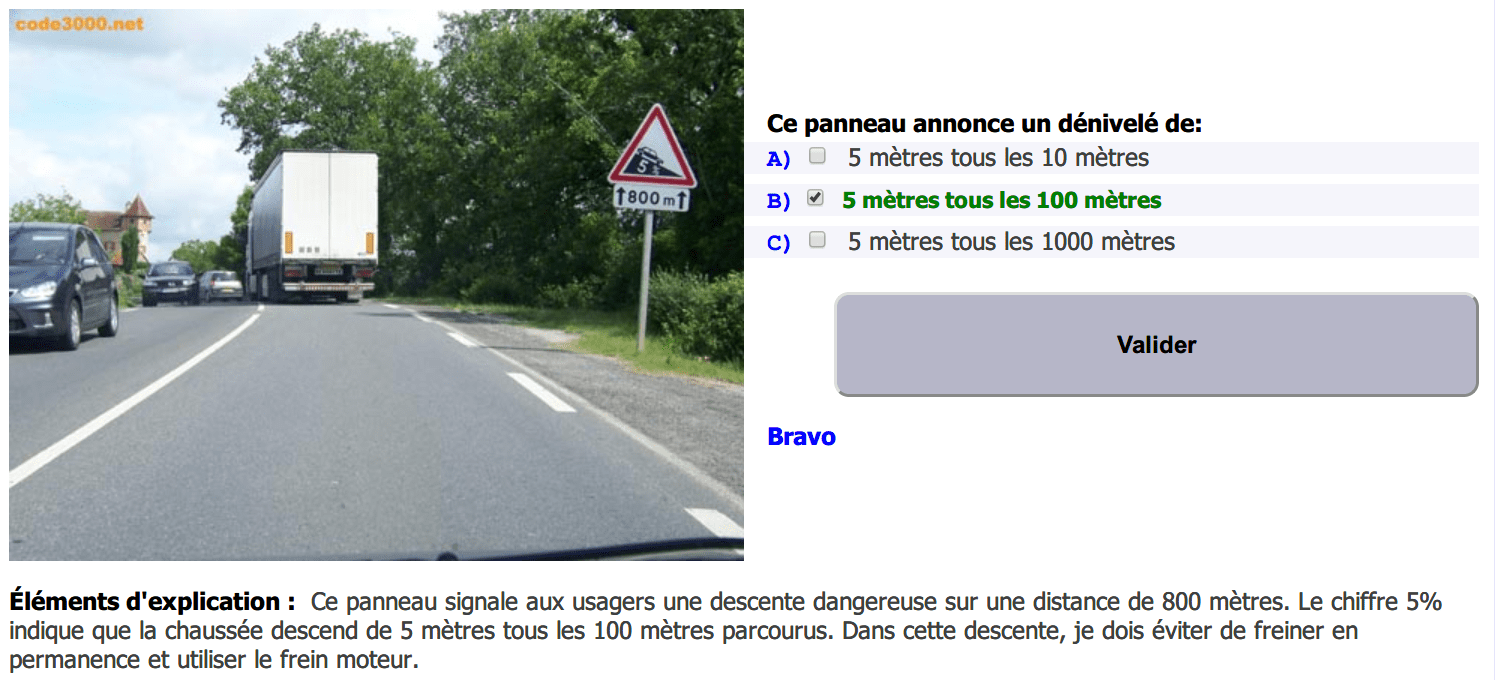 code3000.net
5%
800 m
Ce panneau annonce un dénivelé de:
A) 5 mètres tous les 10 mètres
B) 5 mètres tous les 100 mètres
C) 5 mètres tous les 1000 mètres
Valider
Bravo
Éléments d'explication : Ce panneau signale aux usagers une descente dangereuse sur une distance de 800 mètres. Le chiffre 5%
indique que la chaussée descend de 5 mètres tous les 100 mètres parcourus. Dans cette descente, je dois éviter de freiner en
permanence et utiliser le frein moteur.